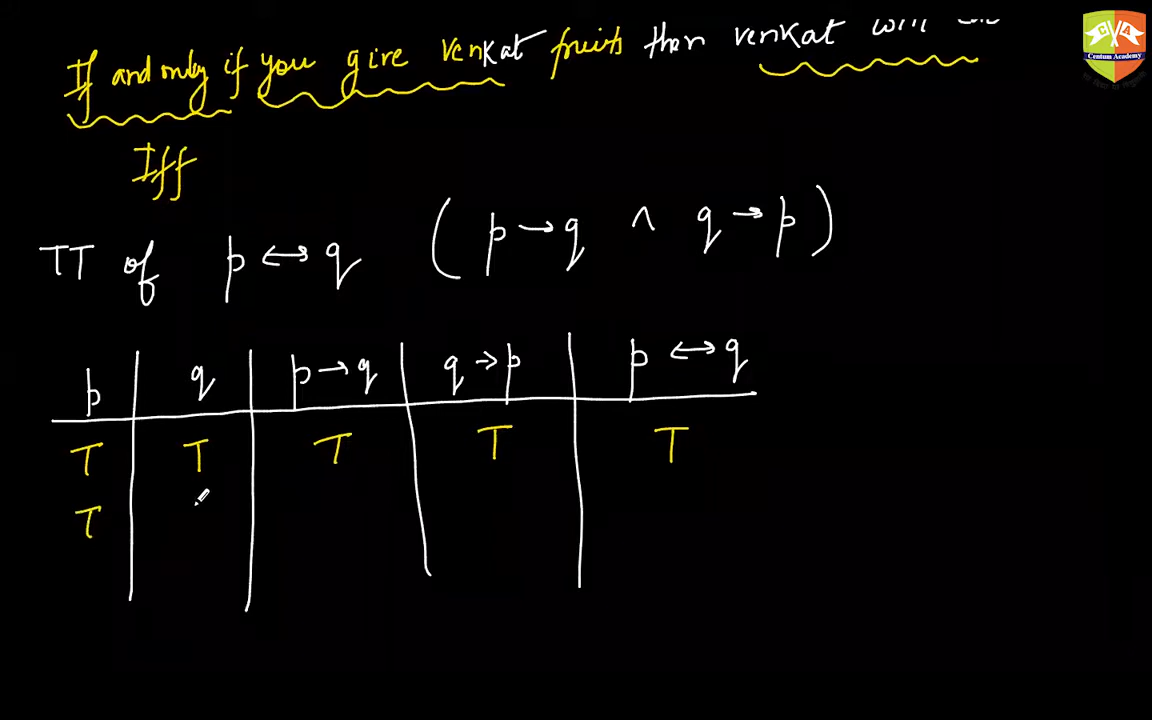 If and only if you give venkat fruits then venkat will
Iff
TT of p ↔ q ( p → q ∧ q → p )
p q p → q q → p p ↔ q
T T T T T
T
Centum Academy